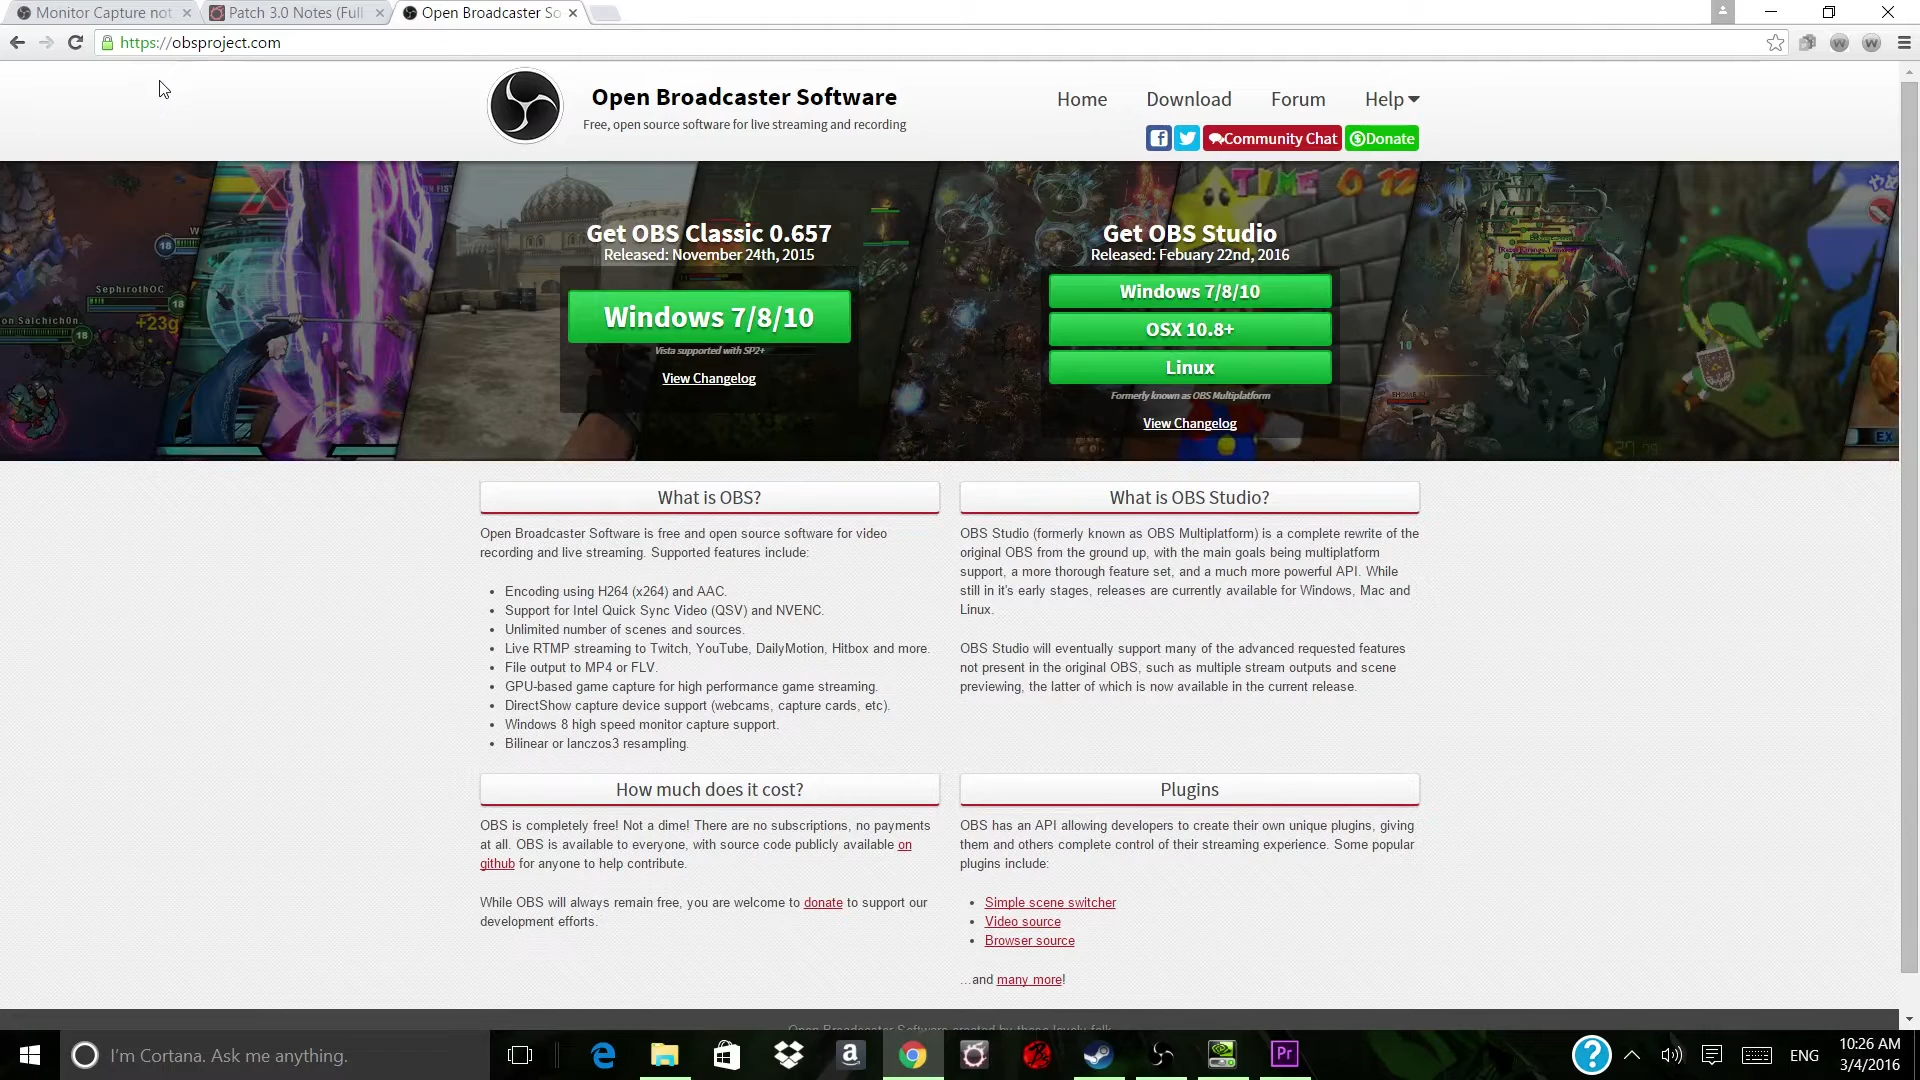 Monitor Capture not
Patch 3.0 Notes (Full
Open Broadcaster So
https://obsproject.com
Open Broadcaster Software
Free, open source software for live streaming and recording
Home
Download
Forum
Help
Community Chat
Donate
Get OBS Classic 0.657
Released: November 24th, 2015
Windows 7/8/10
Vista supported with SP2+
View Changelog
Get OBS Studio
Released: Febuary 22nd, 2016
Windows 7/8/10
OSX 10.8+
Linux
Formerly known as OBS Multiplatform
View Changelog
SephirothOC
18
18
18
+23g
TIME 0 12
10
EX
What is OBS?
Open Broadcaster Software is free and open source software for video
recording and live streaming. Supported features include:
• Encoding using H264 (x264) and AAC.
• Support for Intel Quick Sync Video (QSV) and NVENC.
• Unlimited number of scenes and sources.
• Live RTMP streaming to Twitch, YouTube, DailyMotion, Hitbox and more.
• File output to MP4 or FLV.
• GPU-based game capture for high performance game streaming.
• DirectShow capture device support (webcams, capture cards, etc).
• Windows 8 high speed monitor capture support.
• Bilinear or lanczos3 resampling.
What is OBS Studio?
OBS Studio (formerly known as OBS Multiplatform) is a complete rewrite of the
original OBS from the ground up, with the main goals being multiplatform
support, a more thorough feature set, and a much more powerful API. While
still in it's early stages, releases are currently available for Windows, Mac and
Linux.
OBS Studio will eventually support many of the advanced requested features
not present in the original OBS, such as multiple stream outputs and scene
previewing, the latter of which is now available in the current release.
How much does it cost?
OBS is completely free! Not a dime! There are no subscriptions, no payments
at all. OBS is available to everyone, with source code publicly available on
github for anyone to help contribute.
While OBS will always remain free, you are welcome to donate to support our
development efforts.
Plugins
OBS has an API allowing developers to create their own unique plugins, giving
them and others complete control of their streaming experience. Some popular
plugins include:
• Simple scene switcher
• Video source
• Browser source
...and many more!
Open Broadcaster Software created by these lovely folk
I'm Cortana. Ask me anything.
Pr
ENG
10:26 AM
3/4/2016